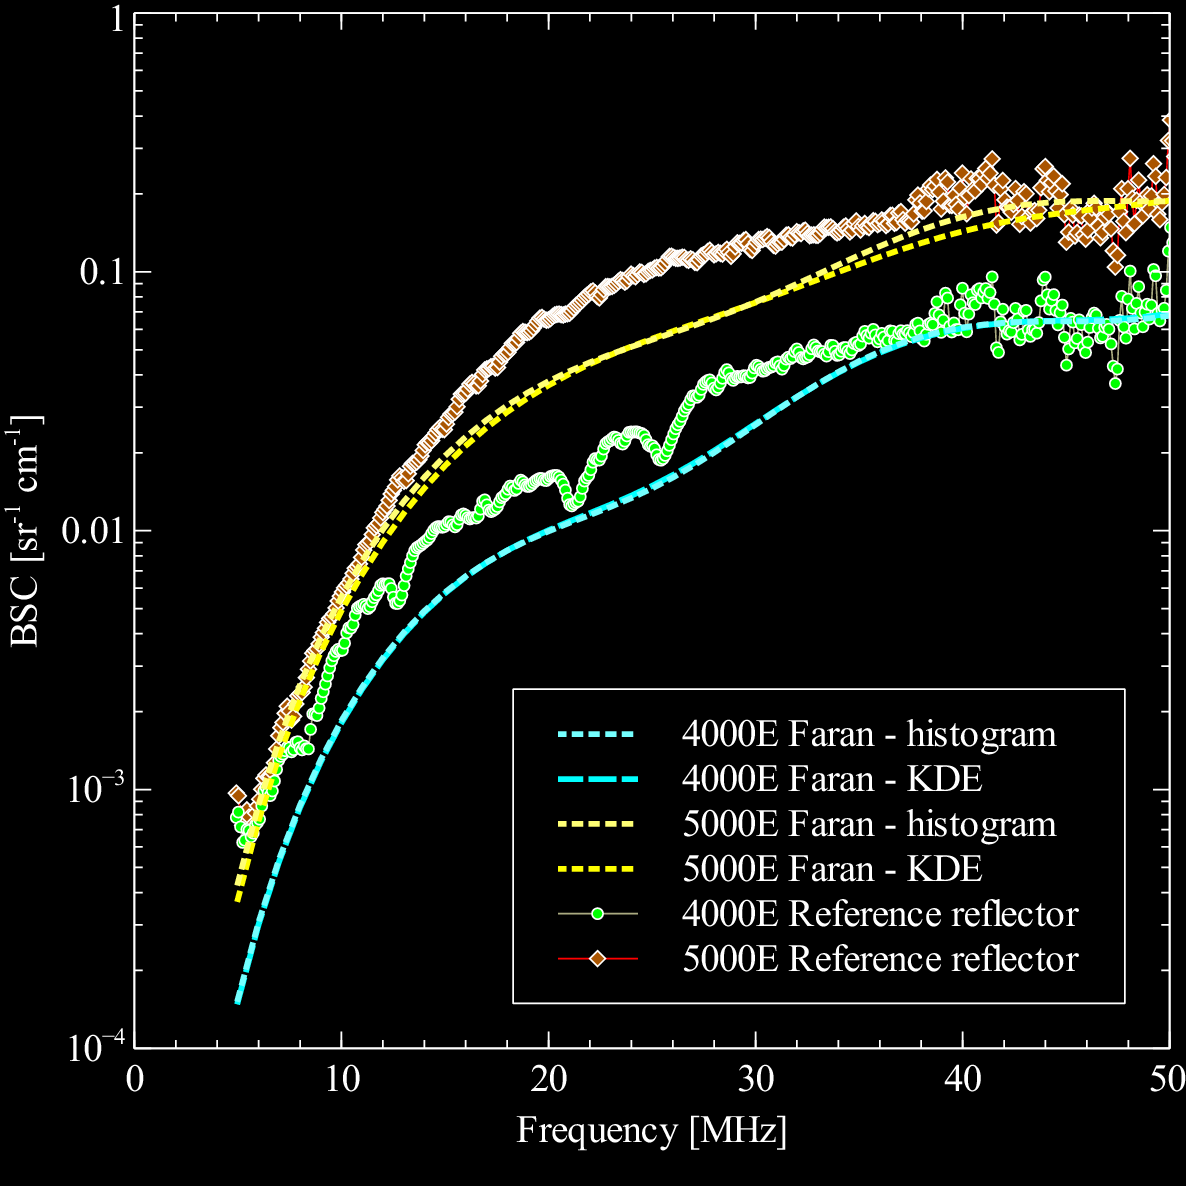 1
0.1
0.01
10⁻³
10⁻⁴
BSC [sr⁻¹ cm⁻¹]
4000E Faran - histogram
4000E Faran - KDE
5000E Faran - histogram
5000E Faran - KDE
4000E Reference reflector
5000E Reference reflector
0 10 20 30 40 50
Frequency [MHz]